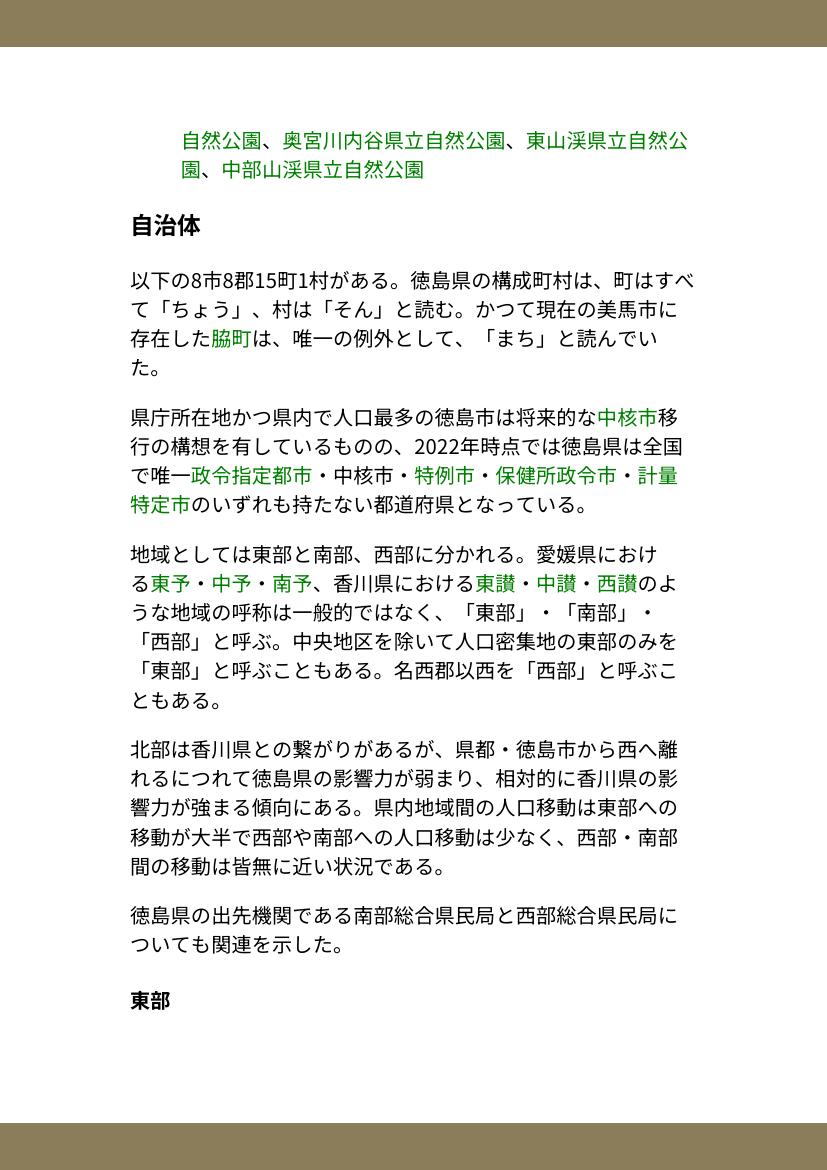 自然公園、奥宮川内谷県立自然公園、東山渓県立自然公
園、中部山渓県立自然公園
自治体
以下の8市8郡15町1村がある。徳島県の構成町村は、町はすべ
て「ちょう」、村は「そん」と読む。かつて現在の美馬市に
存在した脇町は、唯一の例外として、「まち」と読んでい
た。
県庁所在地かつ県内で人口最多の徳島市は将来的な中核市移
行の構想を有しているものの、2022年時点では徳島県は全国
で唯一政令指定都市・中核市・特例市・保健所政令市・計量
特定市のいずれも持たない都道府県となっている。
地域としては東部と南部、西部に分かれる。愛媛県におけ
る東予・中予・南予、香川県における東讃・中讃・西讃のよ
うな地域の呼称は一般的ではなく、「東部」・「南部」・
「西部」と呼ぶ。中央地区を除いて人口密集地の東部のみを
「東部」と呼ぶこともある。名西郡以西を「西部」と呼ぶこ
ともある。
北部は香川県との繋がりがあるが、県都・徳島市から西へ離
れるにつれて徳島県の影響力が弱まり、相対的に香川県の影
響力が強まる傾向にある。県内地域間の人口移動は東部への
移動が大半で西部や南部への人口移動は少なく、西部・南部
間の移動は皆無に近い状況である。
徳島県の出先機関である南部総合県民局と西部総合県民局に
ついても関連を示した。
東部